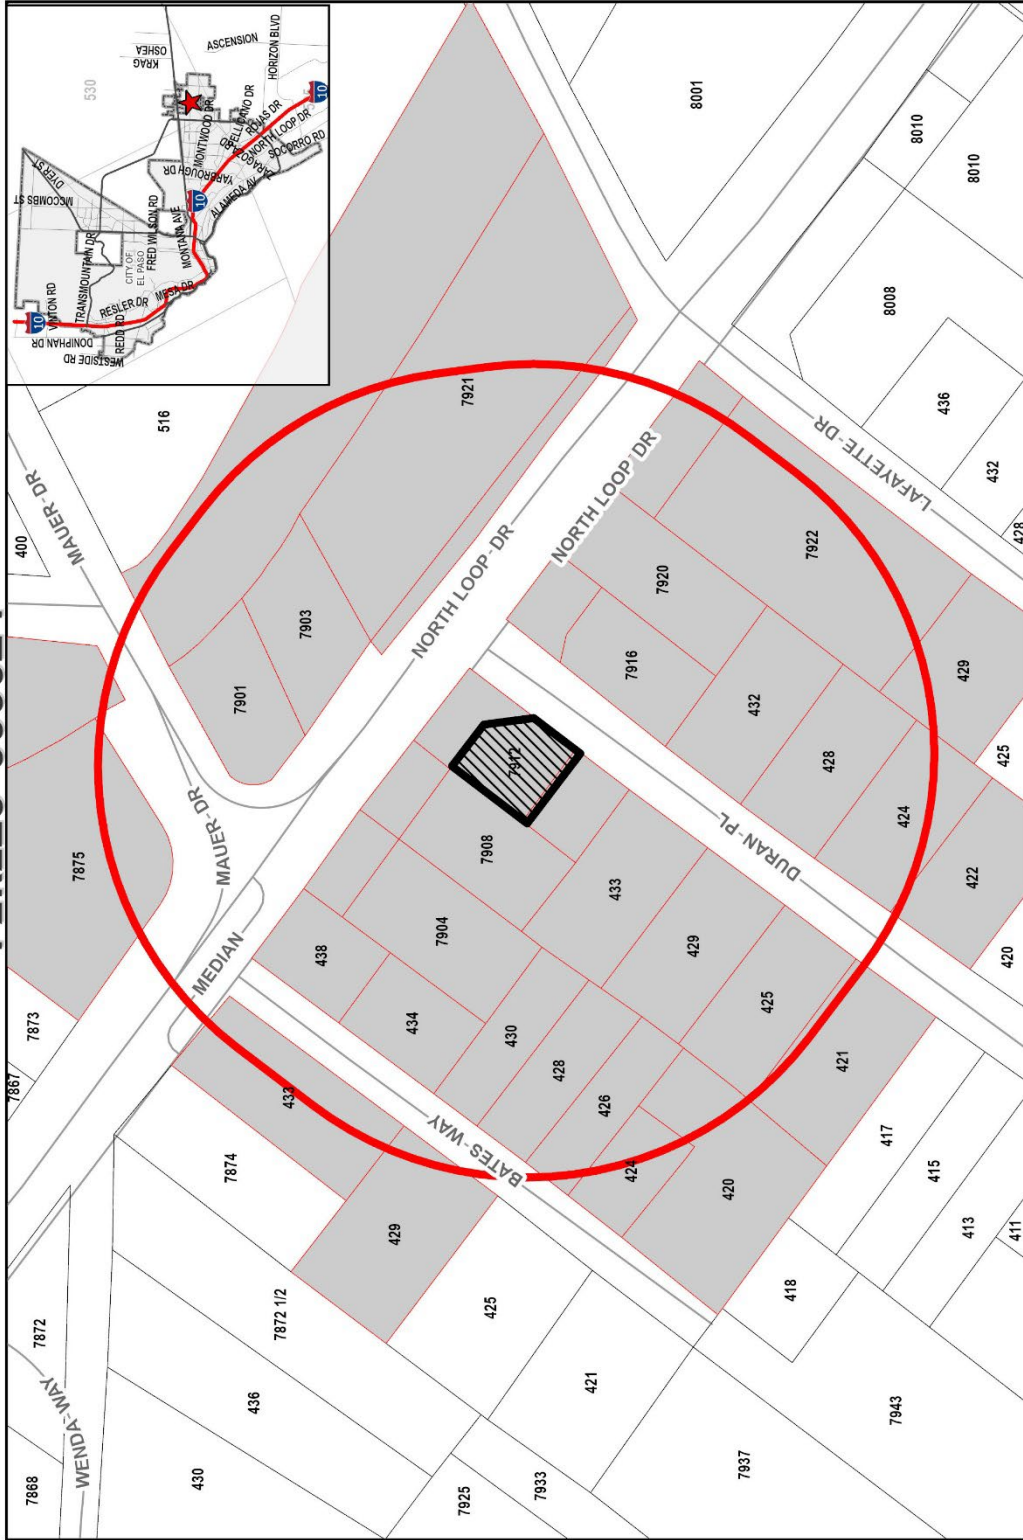 530
KRAG
OSHEA
ASCENSION
HORIZON BLVD
10
MCCOMBS ST
DYER ST
MONTWOOD DR
PELLICANO DR
ROJAS DR
NORTH LOOP DR
SOCORRO RD
YARBROUGH DR
ALAMEDA AV
10
FRED WILSON RD
MONTANA AVE
TRANSMOUNTAIN DR
CITY OF
EL PASO
VINTON RD
RESLER DR
MESA DR
REDD RD
DONIPHAN DR
WESTSIDE RD
10
8001
8010
8010
8008
436
432
428
LAFAYETTE DR
516
400
MAUER DR
7921
7903
7901
NORTH LOOP DR
NORTH LOOP DR
7922
7920
7916
432
428
424
422
420
429
425
7875
MAUER DR
MEDIAN
7873
7867
7912
7908
7904
438
434
430
428
426
424
420
433
429
425
421
DURAN PL
BATES WAY
433
429
7874
7872 1/2
7872
WENDA WAY
7868
436
430
425
421
7925
7933
7937
7943
418
417
415
413
411